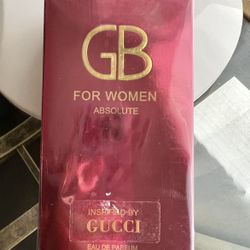 GB
FOR WOMEN
ABSOLUTE
INSPIRED BY
GUCCI
EAU DE PARFUM